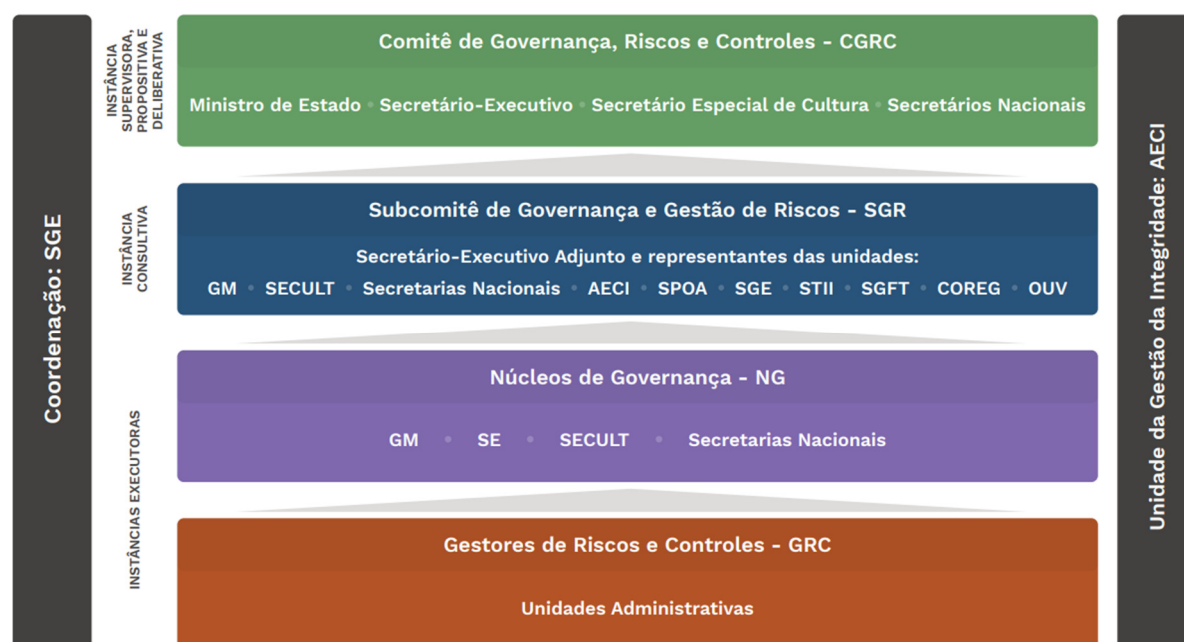 Coordenação: SGE
INSTÂNCIA
SUPERVISORA,
PROPOSITIVA E
DELIBERATIVA
Comitê de Governança, Riscos e Controles - CGRC
Ministro de Estado • Secretário-Executivo • Secretário Especial de Cultura • Secretários Nacionais
INSTÂNCIA
CONSULTIVA
Subcomitê de Governança e Gestão de Riscos - SGR
Secretário-Executivo Adjunto e representantes das unidades:
GM • SECULT • Secretarias Nacionais • AECI • SPOA • SGE • STII • SGFT • COREG • OUV
INSTÂNCIAS EXECUTORAS
Núcleos de Governança - NG
GM • SE • SECULT • Secretarias Nacionais
Gestores de Riscos e Controles - GRC
Unidades Administrativas
Unidade da Gestão da Integridade: AECI